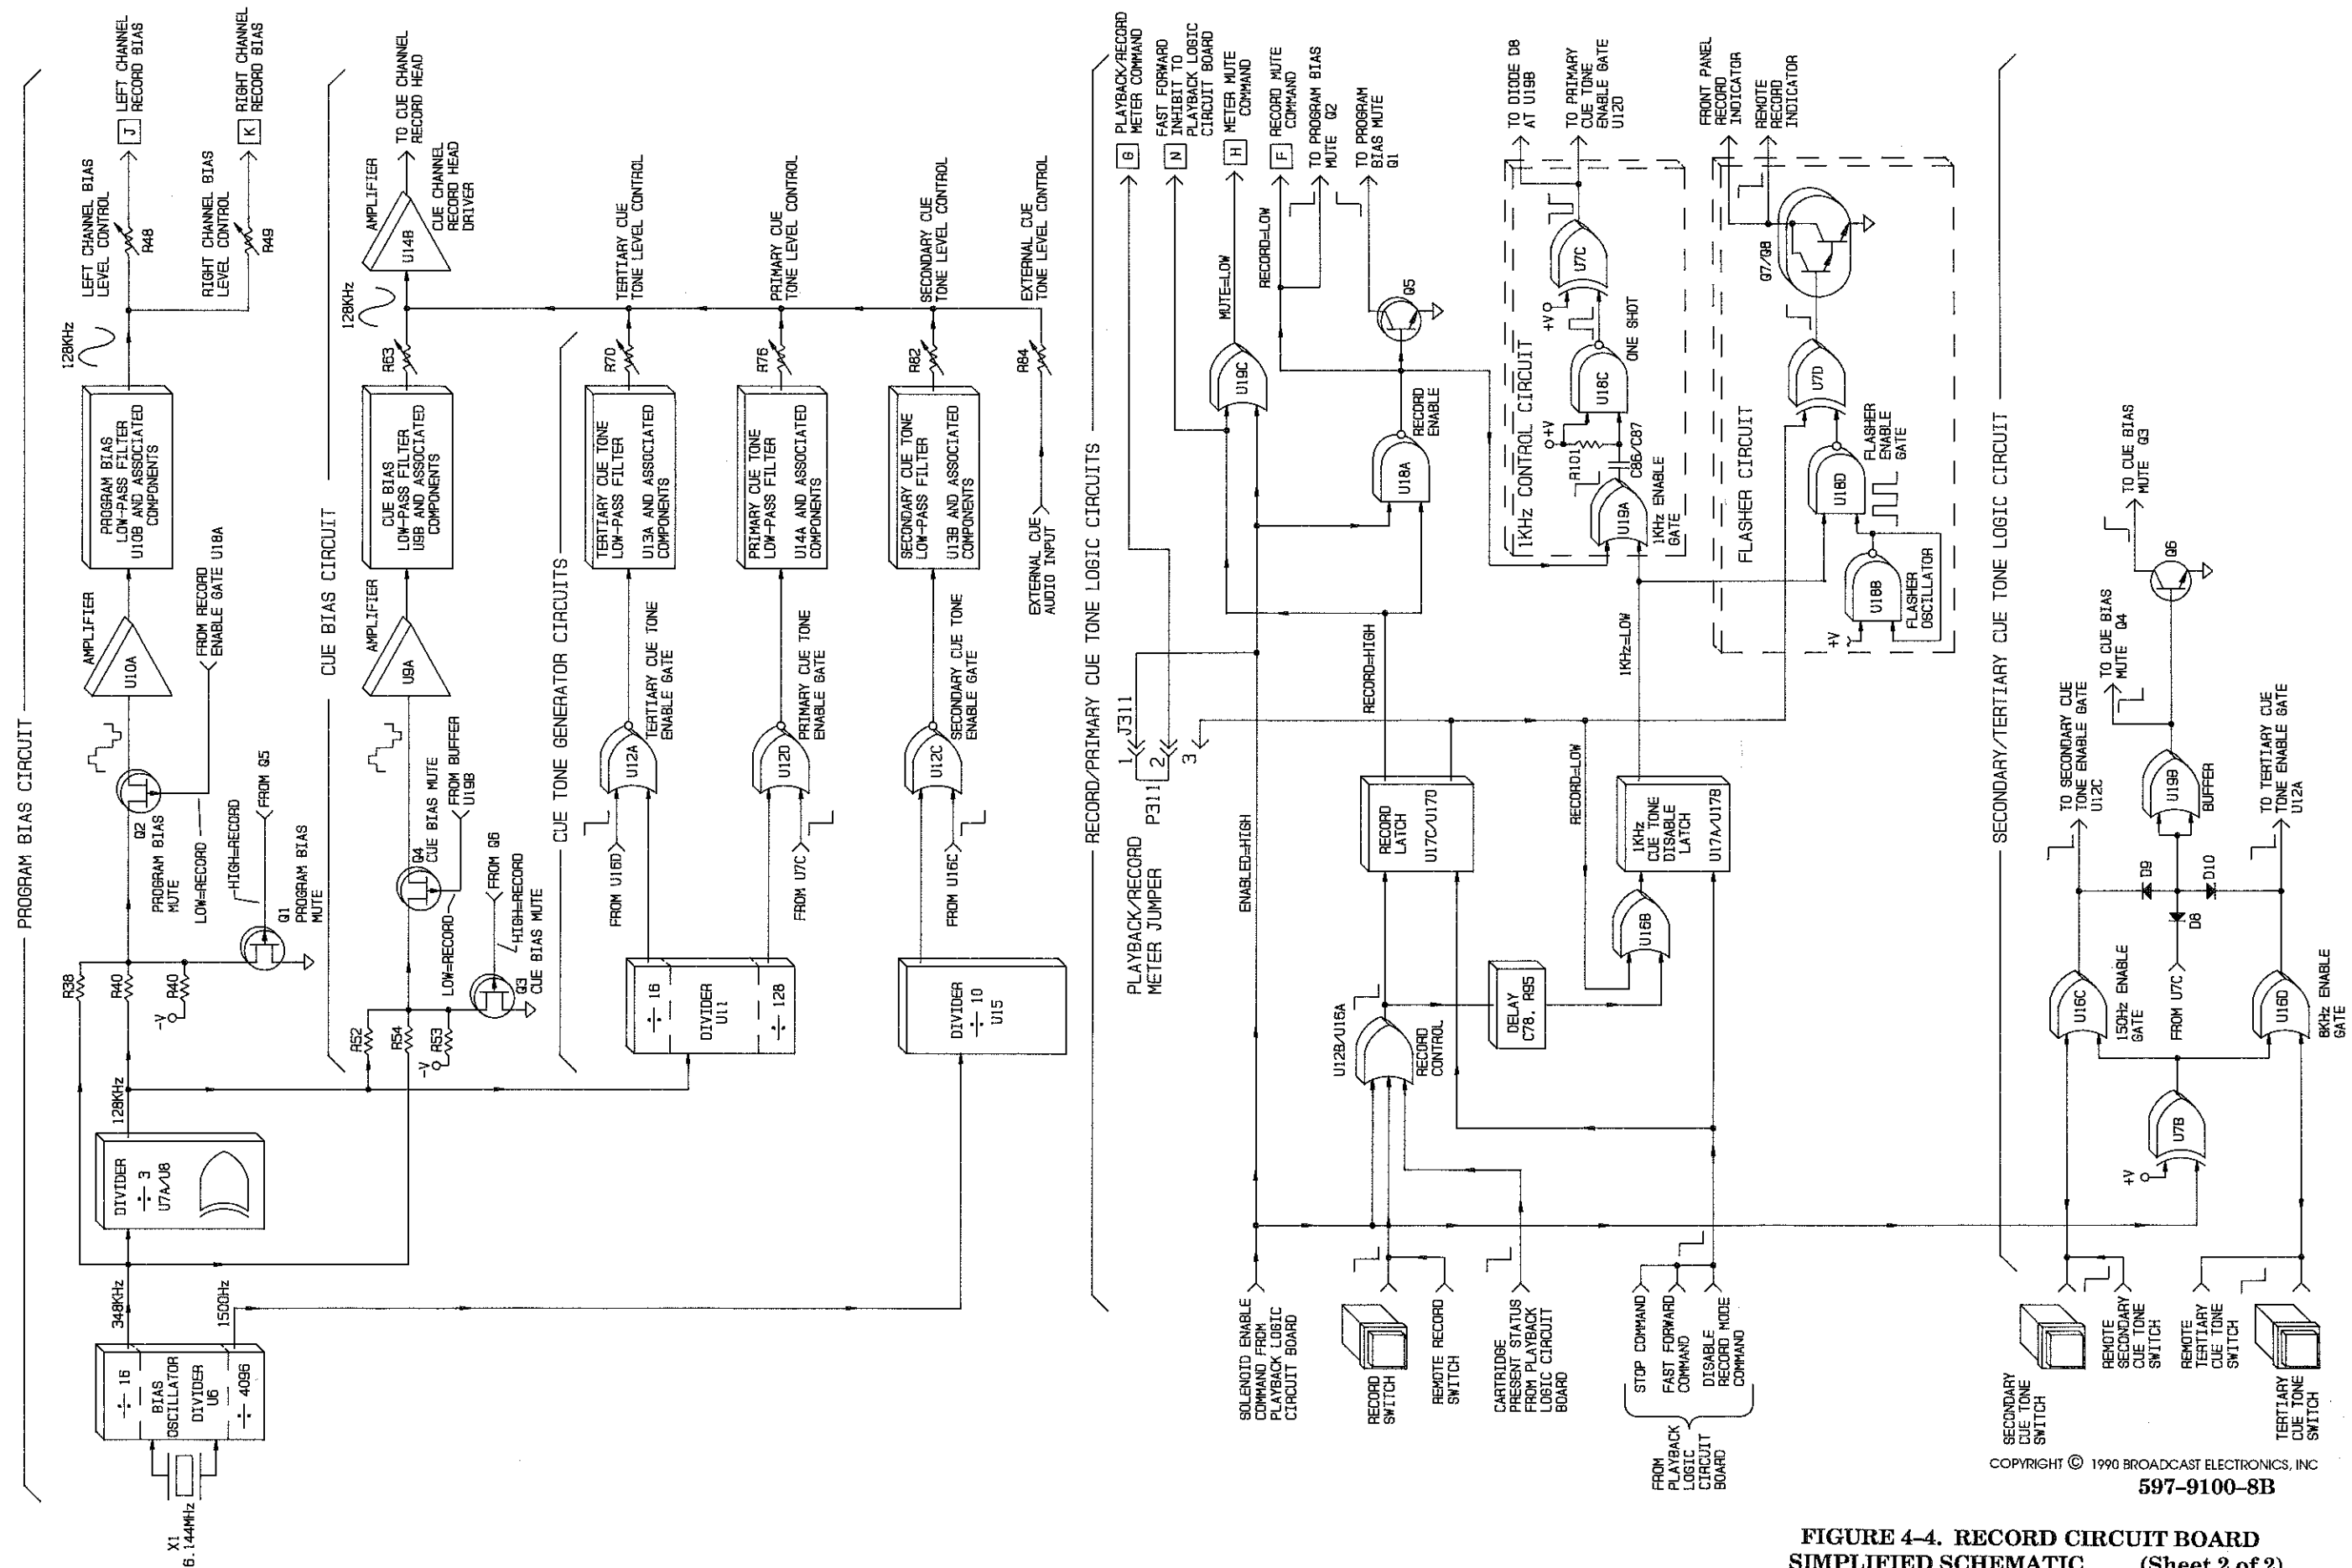 PROGRAM BIAS CIRCUIT
X1
6.144MHz
÷ 16
BIAS
OSCILLATOR
DIVIDER
U6
÷ 4096
348KHz
1500Hz
DIVIDER
÷ 3
U7A/U8
128KHz
R38
R40
R40
-V
Q1
PROGRAM BIAS
MUTE
FROM Q5
HIGH=RECORD
LOW=RECORD
Q2
PROGRAM BIAS
MUTE
FROM RECORD
ENABLE GATE U18A
AMPLIFIER
U10A
PROGRAM BIAS
LOW-PASS FILTER
U10B AND ASSOCIATED
COMPONENTS
128KHz
LEFT CHANNEL BIAS
LEVEL CONTROL
R48
J
LEFT CHANNEL
RECORD BIAS
RIGHT CHANNEL BIAS
LEVEL CONTROL
R49
K
RIGHT CHANNEL
RECORD BIAS
CUE BIAS CIRCUIT
R52
R54
R53
-V
Q3
CUE BIAS MUTE
HIGH=RECORD
FROM Q6
LOW=RECORD
Q4
CUE BIAS MUTE
FROM BUFFER
U19B
AMPLIFIER
U9A
CUE BIAS
LOW-PASS FILTER
U9B AND ASSOCIATED
COMPONENTS
R63
128KHz
AMPLIFIER
U14B
CUE CHANNEL
RECORD HEAD
DRIVER
TO CUE CHANNEL
RECORD HEAD
CUE TONE GENERATOR CIRCUITS
÷ 16
DIVIDER
U11
÷ 128
DIVIDER
÷ 10
U15
FROM U16D
U12A
TERTIARY CUE TONE
ENABLE GATE
TERTIARY CUE TONE
LOW-PASS FILTER
U13A AND ASSOCIATED
COMPONENTS
R70
TERTIARY CUE
TONE LEVEL CONTROL
FROM U7C
U12D
PRIMARY CUE TONE
ENABLE GATE
PRIMARY CUE TONE
LOW-PASS FILTER
U14A AND ASSOCIATED
COMPONENTS
R76
PRIMARY CUE
TONE LEVEL CONTROL
FROM U16C
U12C
SECONDARY CUE TONE
ENABLE GATE
SECONDARY CUE TONE
LOW-PASS FILTER
U13B AND ASSOCIATED
COMPONENTS
R82
SECONDARY CUE
TONE LEVEL CONTROL
EXTERNAL CUE
AUDIO INPUT
R84
EXTERNAL CUE
TONE LEVEL CONTROL
RECORD/PRIMARY CUE TONE LOGIC CIRCUITS
PLAYBACK/RECORD
METER JUMPER
P311
J311
1
2
3
G
PLAYBACK/RECORD
METER COMMAND
N
FAST FORWARD
INHIBIT TO
PLAYBACK LOGIC
CIRCUIT BOARD
H
METER MUTE
COMMAND
F
RECORD MUTE
COMMAND
TO PROGRAM BIAS
MUTE Q2
TO PROGRAM
BIAS MUTE
Q1
SOLENOID ENABLE
COMMAND FROM
PLAYBACK LOGIC
CIRCUIT BOARD
ENABLED=HIGH
RECORD
SWITCH
REMOTE RECORD
SWITCH
CARTRIDGE
PRESENT STATUS
FROM PLAYBACK
LOGIC CIRCUIT
BOARD
STOP COMMAND
FAST FORWARD
COMMAND
DISABLE
RECORD MODE
COMMAND
FROM
PLAYBACK
LOGIC
CIRCUIT
BOARD
U12B/U16A
RECORD
CONTROL
DELAY
C78, R95
RECORD
LATCH
U17C/U17D
RECORD=HIGH
RECORD=LOW
U16B
1KHz
CUE TONE
DISABLE
LATCH
U17A/U17B
1KHz=LOW
U19C
MUTE=LOW
RECORD=LOW
U18A
RECORD
ENABLE
Q5
1KHz CONTROL CIRCUIT
U19A
1KHz ENABLE
GATE
R101
C86/C87
+V
U18C
ONE SHOT
+V
U7C
TO DIODE D8
AT U19B
TO PRIMARY
CUE TONE
ENABLE GATE
U12D
FLASHER CIRCUIT
+V
U18B
FLASHER
OSCILLATOR
U18D
FLASHER
ENABLE
GATE
U7D
Q7/Q8
FRONT PANEL
RECORD
INDICATOR
REMOTE
RECORD
INDICATOR
SECONDARY/TERTIARY CUE TONE LOGIC CIRCUIT
SECONDARY
CUE TONE
SWITCH
REMOTE
SECONDARY
CUE TONE
SWITCH
REMOTE
TERTIARY
CUE TONE
SWITCH
TERTIARY
CUE TONE
SWITCH
+V
U7B
U16C
150Hz ENABLE
GATE
FROM U7C
U16D
8KHz ENABLE
GATE
D9
D8
D10
TO SECONDARY CUE
TONE ENABLE GATE
U12C
TO TERTIARY CUE
TONE ENABLE GATE
U12A
U19B
BUFFER
TO CUE BIAS
MUTE Q4
Q6
TO CUE BIAS
MUTE Q3
COPYRIGHT © 1990 BROADCAST ELECTRONICS, INC
597-9100-8B
FIGURE 4-4. RECORD CIRCUIT BOARD
SIMPLIFIED SCHEMATIC (Sheet 2 of 2)